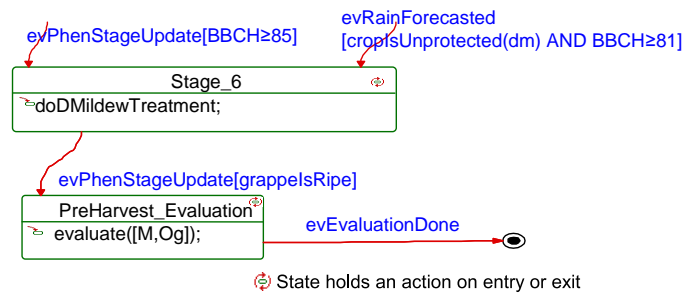 evRainForecasted
evPhenStageUpdate[BBCH≥85]
[cropIsUnprotected(dm) AND BBCH≥81]
Stage_6
doDMildewTreatment;
evPhenStageUpdate[grappeIsRipe]
PreHarvest_Evaluation
evaluate([M,Og]);
evEvaluationDone
State holds an action on entry or exit